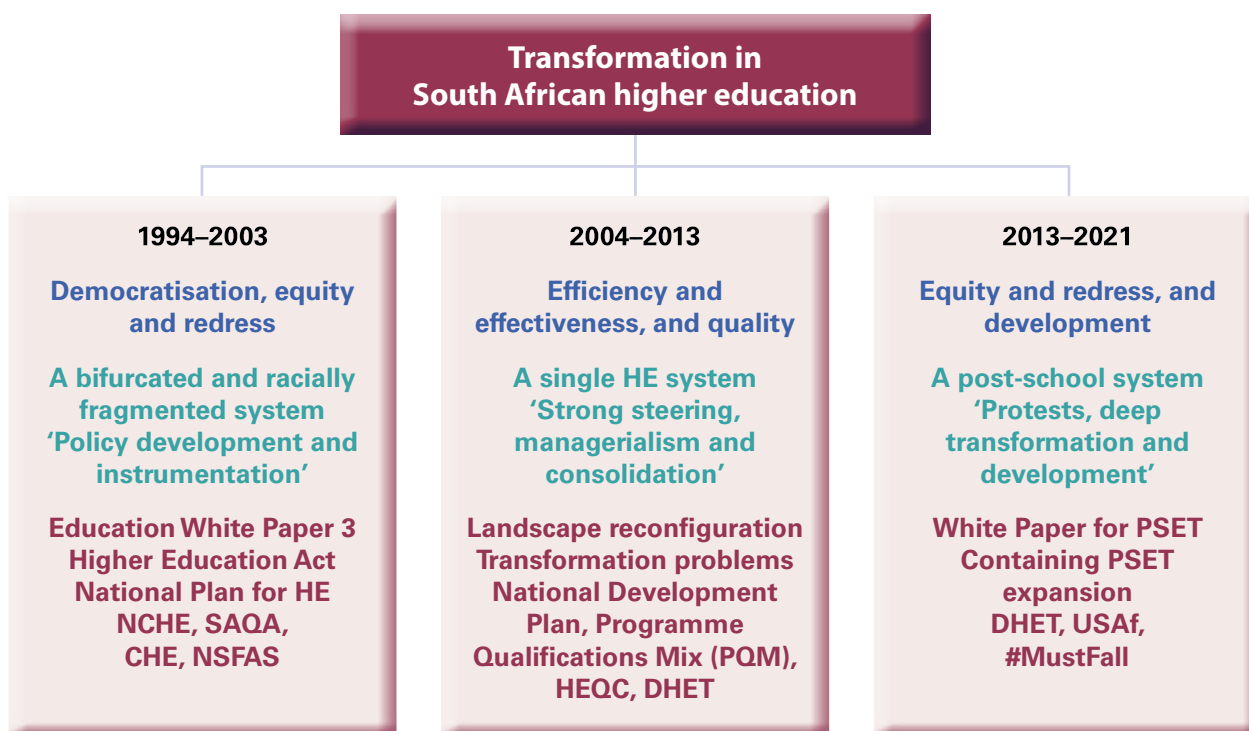 Transformation in
South African higher education
1994–2003
Democratisation, equity
and redress
A bifurcated and racially
fragmented system
‘Policy development and
instrumentation’
Education White Paper 3
Higher Education Act
National Plan for HE
NCHE, SAQA,
CHE, NSFAS
2004–2013
Efficiency and
effectiveness, and quality
A single HE system
‘Strong steering,
managerialism and
consolidation’
Landscape reconfiguration
Transformation problems
National Development
Plan, Programme
Qualifications Mix (PQM),
HEQC, DHET
2013–2021
Equity and redress, and
development
A post-school system
‘Protests, deep
transformation and
development’
White Paper for PSET
Containing PSET
expansion
DHET, USAf,
#MustFall